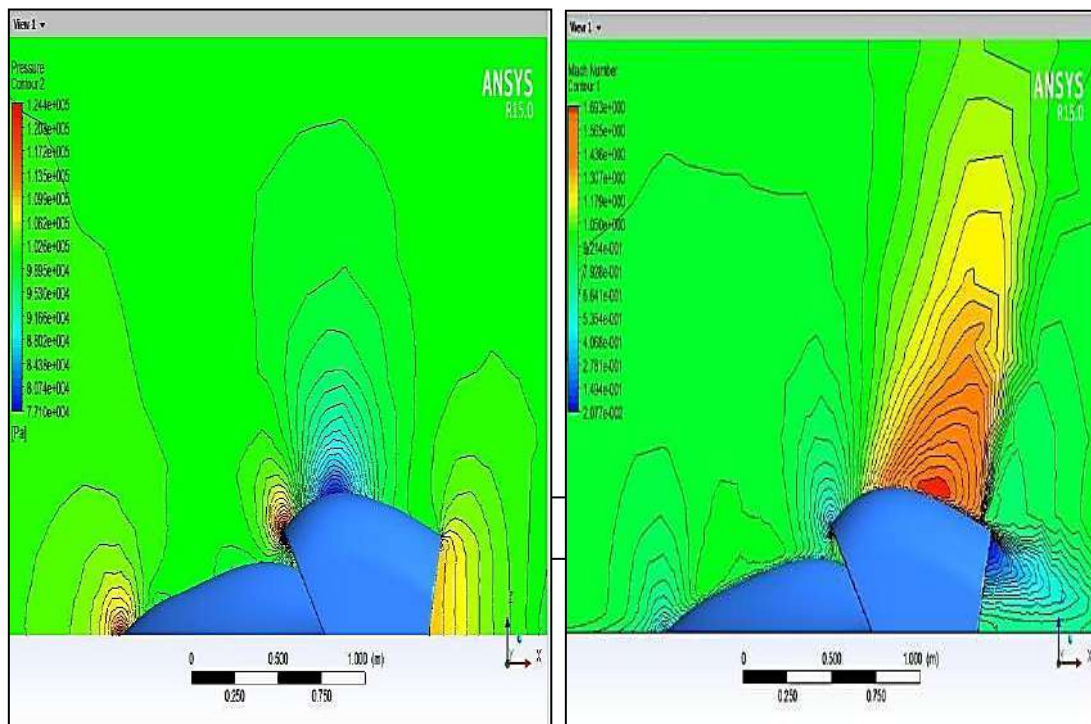 View 1
Pressure
Contour 2
1.244e+005
1.208e+005
1.172e+005
1.135e+005
1.099e+005
1.062e+005
1.026e+005
9.895e+004
9.530e+004
9.166e+004
8.802e+004
8.438e+004
8.074e+004
7.710e+004
[Pa]
ANSYS
R15.0
Z
Y
X
0
0.500
1.000
(m)
0.250
0.750
View 1
Mach Number
Contour 1
1.693e+000
1.565e+000
1.436e+000
1.307e+000
1.179e+000
1.050e+000
9.214e-001
7.928e-001
6.641e-001
5.354e-001
2.781e-001
1.494e-001
2.077e-002
ANSYS
R15.0
Z
X
0
0.500
1.000
(m)
0.250
0.750